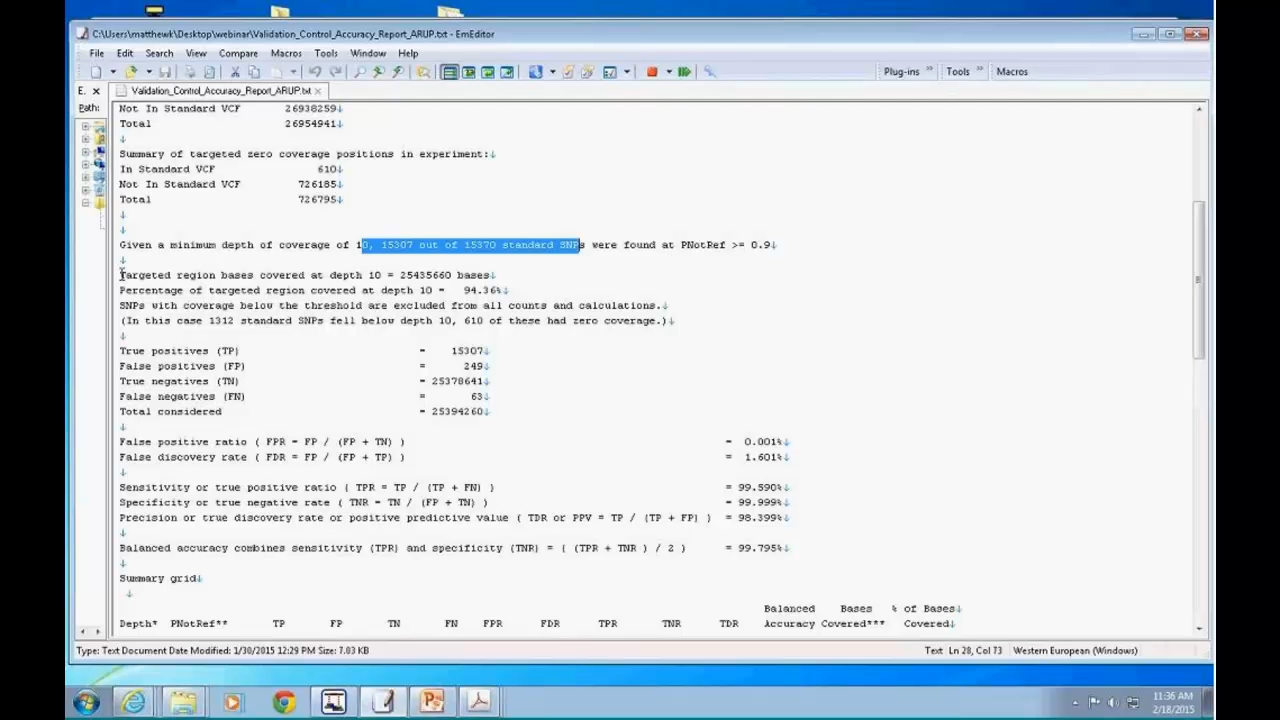 C:\Users\matthewk\Desktop\webinar\Validation_Control_Accuracy_Report_ARUP.txt - EmEditor
File Edit Search View Compare Macros Tools Window Help
Plug-ins » Tools » Macros
E. × Validation_Control_Accuracy_Report_ARUP.txt ×
Path:
Not In Standard VCF 26938259↓
Total 26954941↓
↓
Summary of targeted zero coverage positions in experiment:↓
In Standard VCF 610↓
Not In Standard VCF 726185↓
Total 726795↓
↓
↓
Given a minimum depth of coverage of 10, 15307 out of 15370 standard SNPs were found at PNotRef >= 0.9↓
↓
Targeted region bases covered at depth 10 = 25435660 bases↓
Percentage of targeted region covered at depth 10 = 94.36%↓
SNPs with coverage below the threshold are excluded from all counts and calculations.↓
(In this case 1312 standard SNPs fell below depth 10, 610 of these had zero coverage.)↓
↓
True positives (TP) = 15307↓
False positives (FP) = 249↓
True negatives (TN) = 25378641↓
False negatives (FN) = 63↓
Total considered = 25394260↓
↓
False positive ratio ( FPR = FP / (FP + TN) ) = 0.001%↓
False discovery rate ( FDR = FP / (FP + TP) ) = 1.601%↓
↓
Sensitivity or true positive ratio ( TPR = TP / (TP + FN) ) = 99.590%↓
Specificity or true negative rate ( TNR = TN / (FP + TN) ) = 99.999%↓
Precision or true discovery rate or positive predictive value ( TDR or PPV = TP / (TP + FP) ) = 98.399%↓
↓
Balanced accuracy combines sensitivity (TPR) and specificity (TNR) = ( (TPR + TNR ) / 2 ) = 99.795%↓
↓
Summary grid↓
↓
Balanced Bases % of Bases↓
Depth* PNotRef** TP FP TN FN FPR FDR TPR TNR TDR Accuracy Covered*** Covered↓
Type: Text Document Date Modified: 1/30/2015 12:29 PM File Size: 7.03 KB Text Ln 28, Col 73 Western European (Windows)
11:36 AM
2/18/2015